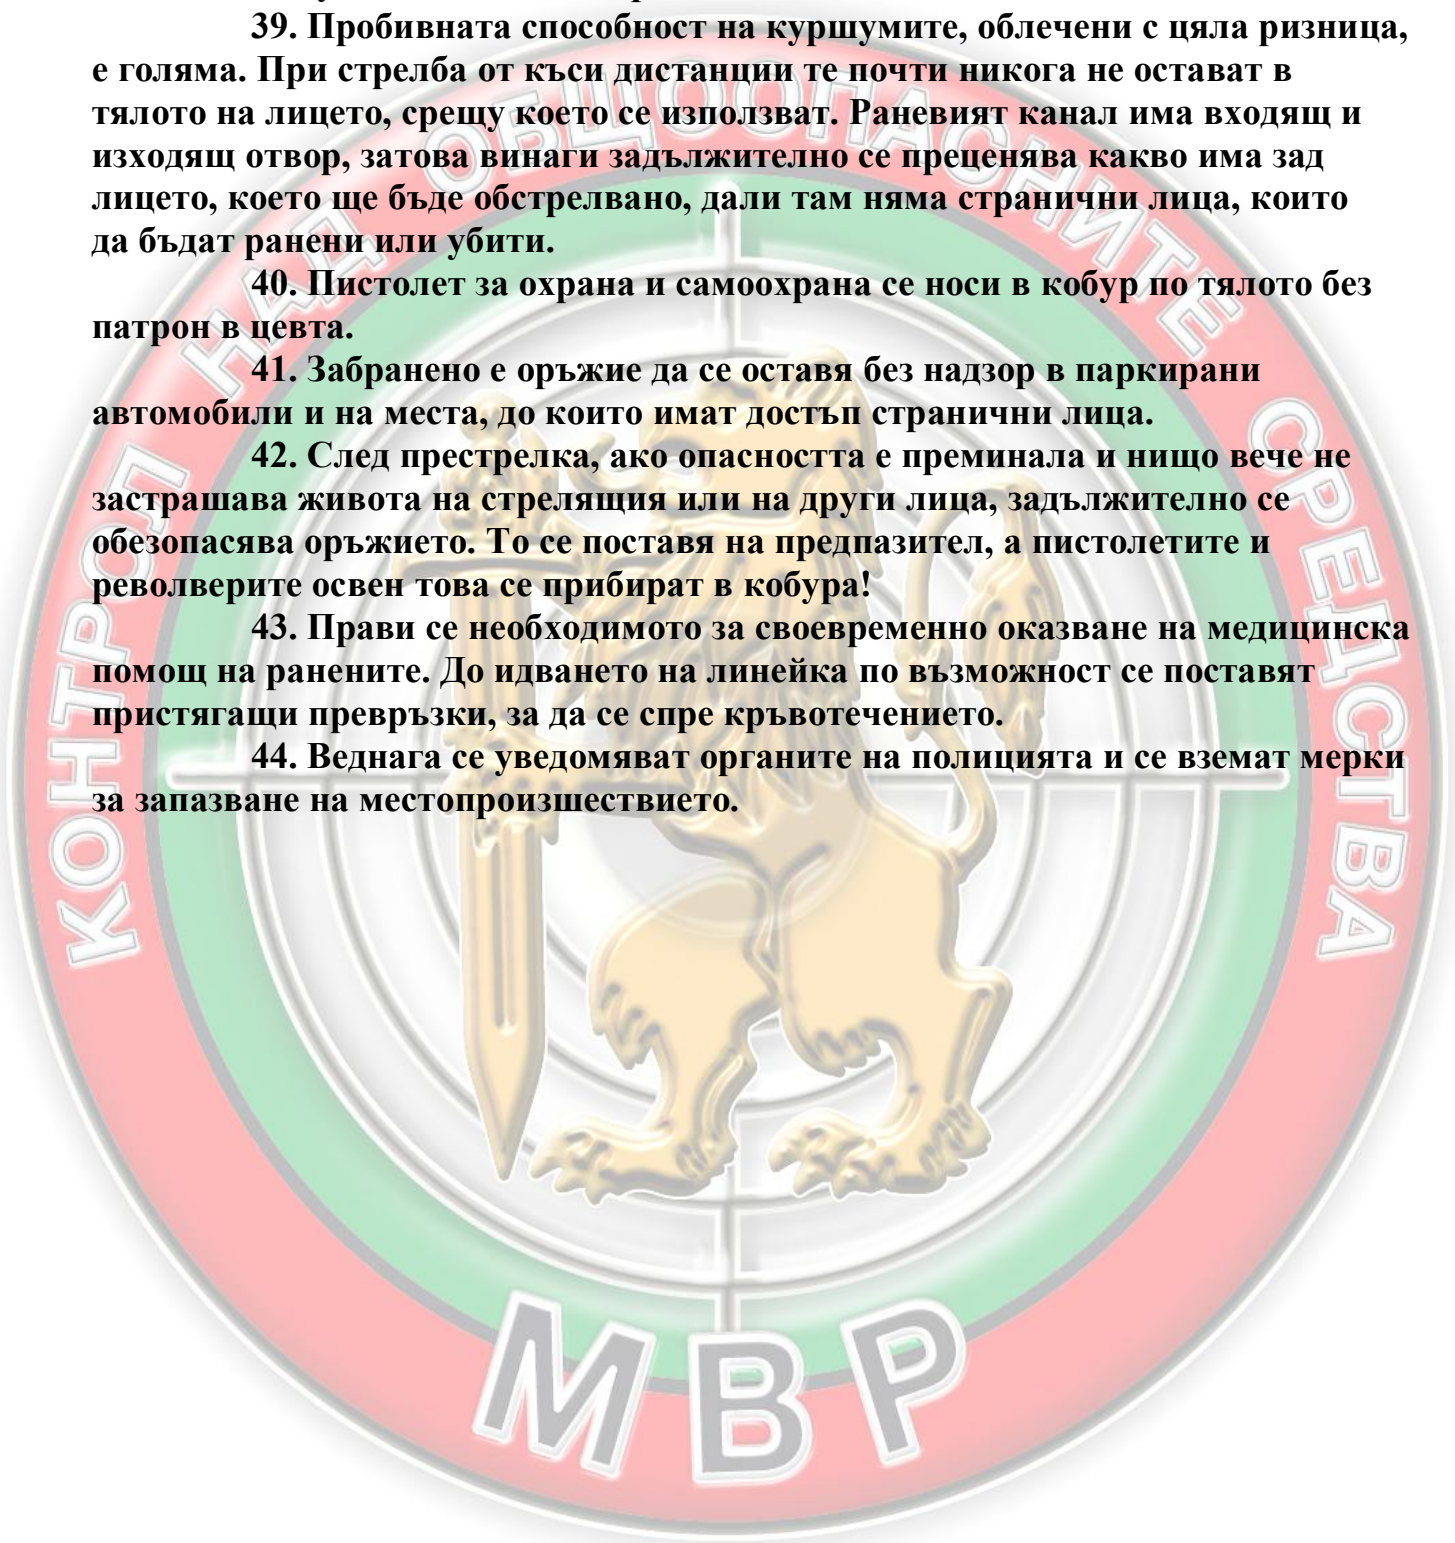 39. Пробивната способност на куршумите, облечени с цяла ризница,
е голяма. При стрелба от къси дистанции те почти никога не остават в
тялото на лицето, срещу което се използват. Раневият канал има входящ и
изходящ отвор, затова винаги задължително се преценява какво има зад
лицето, което ще бъде обстрелвано, дали там няма странични лица, които
да бъдат ранени или убити.
40. Пистолет за охрана и самоохрана се носи в кобур по тялото без
патрон в цевта.
41. Забранено е оръжие да се оставя без надзор в паркирани
автомобили и на места, до които имат достъп странични лица.
42. След престрелка, ако опасността е преминала и нищо вече не
застрашава живота на стрелящия или на други лица, задължително се
обезопасява оръжието. То се поставя на предпазител, а пистолетите и
револверите освен това се прибират в кобура!
43. Прави се необходимото за своевременно оказване на медицинска
помощ на ранените. До идването на линейка по възможност се поставят
пристягащи превръзки, за да се спре кръвотечението.
44. Веднага се уведомяват органите на полицията и се вземат мерки
за запазване на местопроизшествието.
КОНТРОЛ НАД ОБЩООПАСНИТЕ СРЕДСТВА
МВР